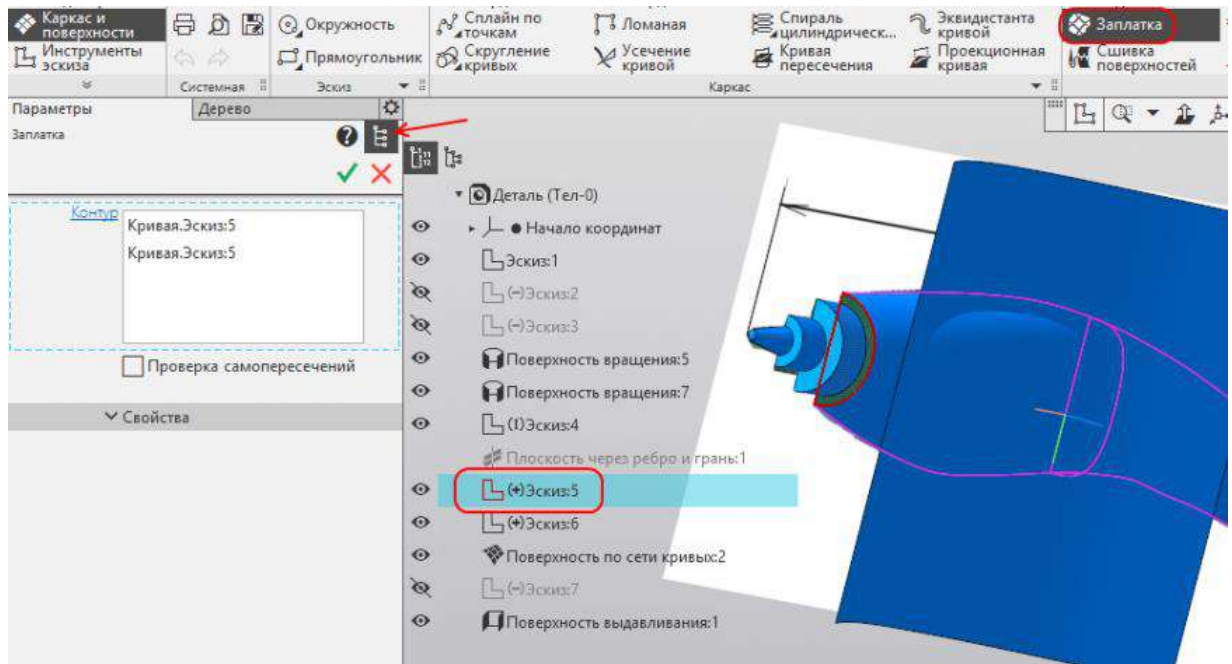 Каркас и
поверхности
Инструменты
эскиза
Системная
Окружность
Прямоугольник
Эскиз
Сплайн по
точкам
Скругление
кривых
Ломаная
Усечение
кривой
Спираль
цилиндрическ...
Кривая
пересечения
Эквидистанта
кривой
Проекционная
кривая
Каркас
Заплатка
Сшивка
поверхностей
Параметры
Дерево
Заплатка
Контур
Кривая.Эскиз:5
Кривая.Эскиз:5
Проверка самопересечений
Свойства
Деталь (Тел-0)
Начало координат
Эскиз:1
(-)Эскиз:2
(-)Эскиз:3
Поверхность вращения:5
Поверхность вращения:7
(I)Эскиз:4
Плоскость через ребро и грань:1
(+)Эскиз:5
(+)Эскиз:6
Поверхность по сети кривых:2
(-)Эскиз:7
Поверхность выдавливания:1